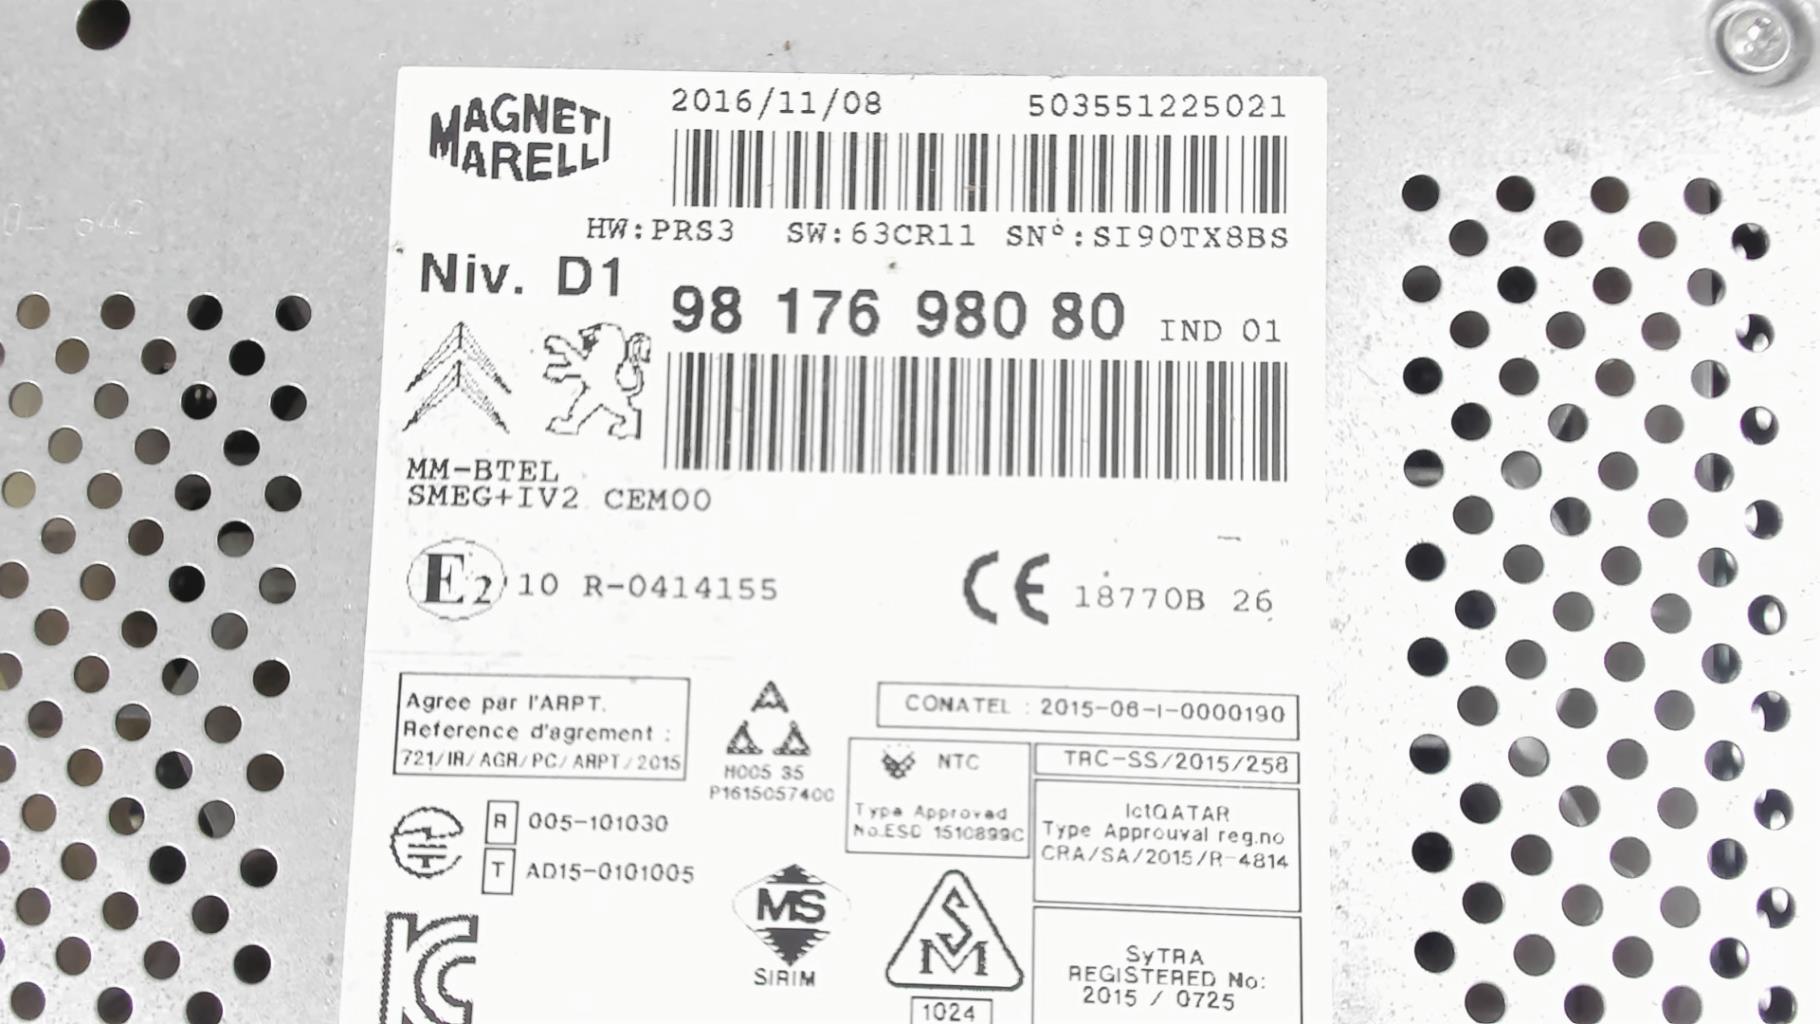 MAGNETI
MARELLI
2016/11/08 503551225021
HW:PRS3 SW:63CR11 SN°:SI90TX8BS
Niv. D1
98 176 980 80 IND 01
MM-BTEL
SMEG+IV2 CEM00
E2 10 R-0414155
CE 18770B 26
Agree par l'ARPT.
Reference d'agrement :
721/IR/AGR/PC/ARPT/2015
H005 35
P1615057400
CONATEL : 2015-06-I-0000190
NTC
Type Approved
No.ESD 1510899C
TRC-SS/2015/258
IctQATAR
Type Approuval reg.no
CRA/SA/2015/R-4814
R 005-101030
T AD15-0101005
MS
SIRIM
SM
1024
SyTRA
REGISTERED No:
2015 / 0725
KC